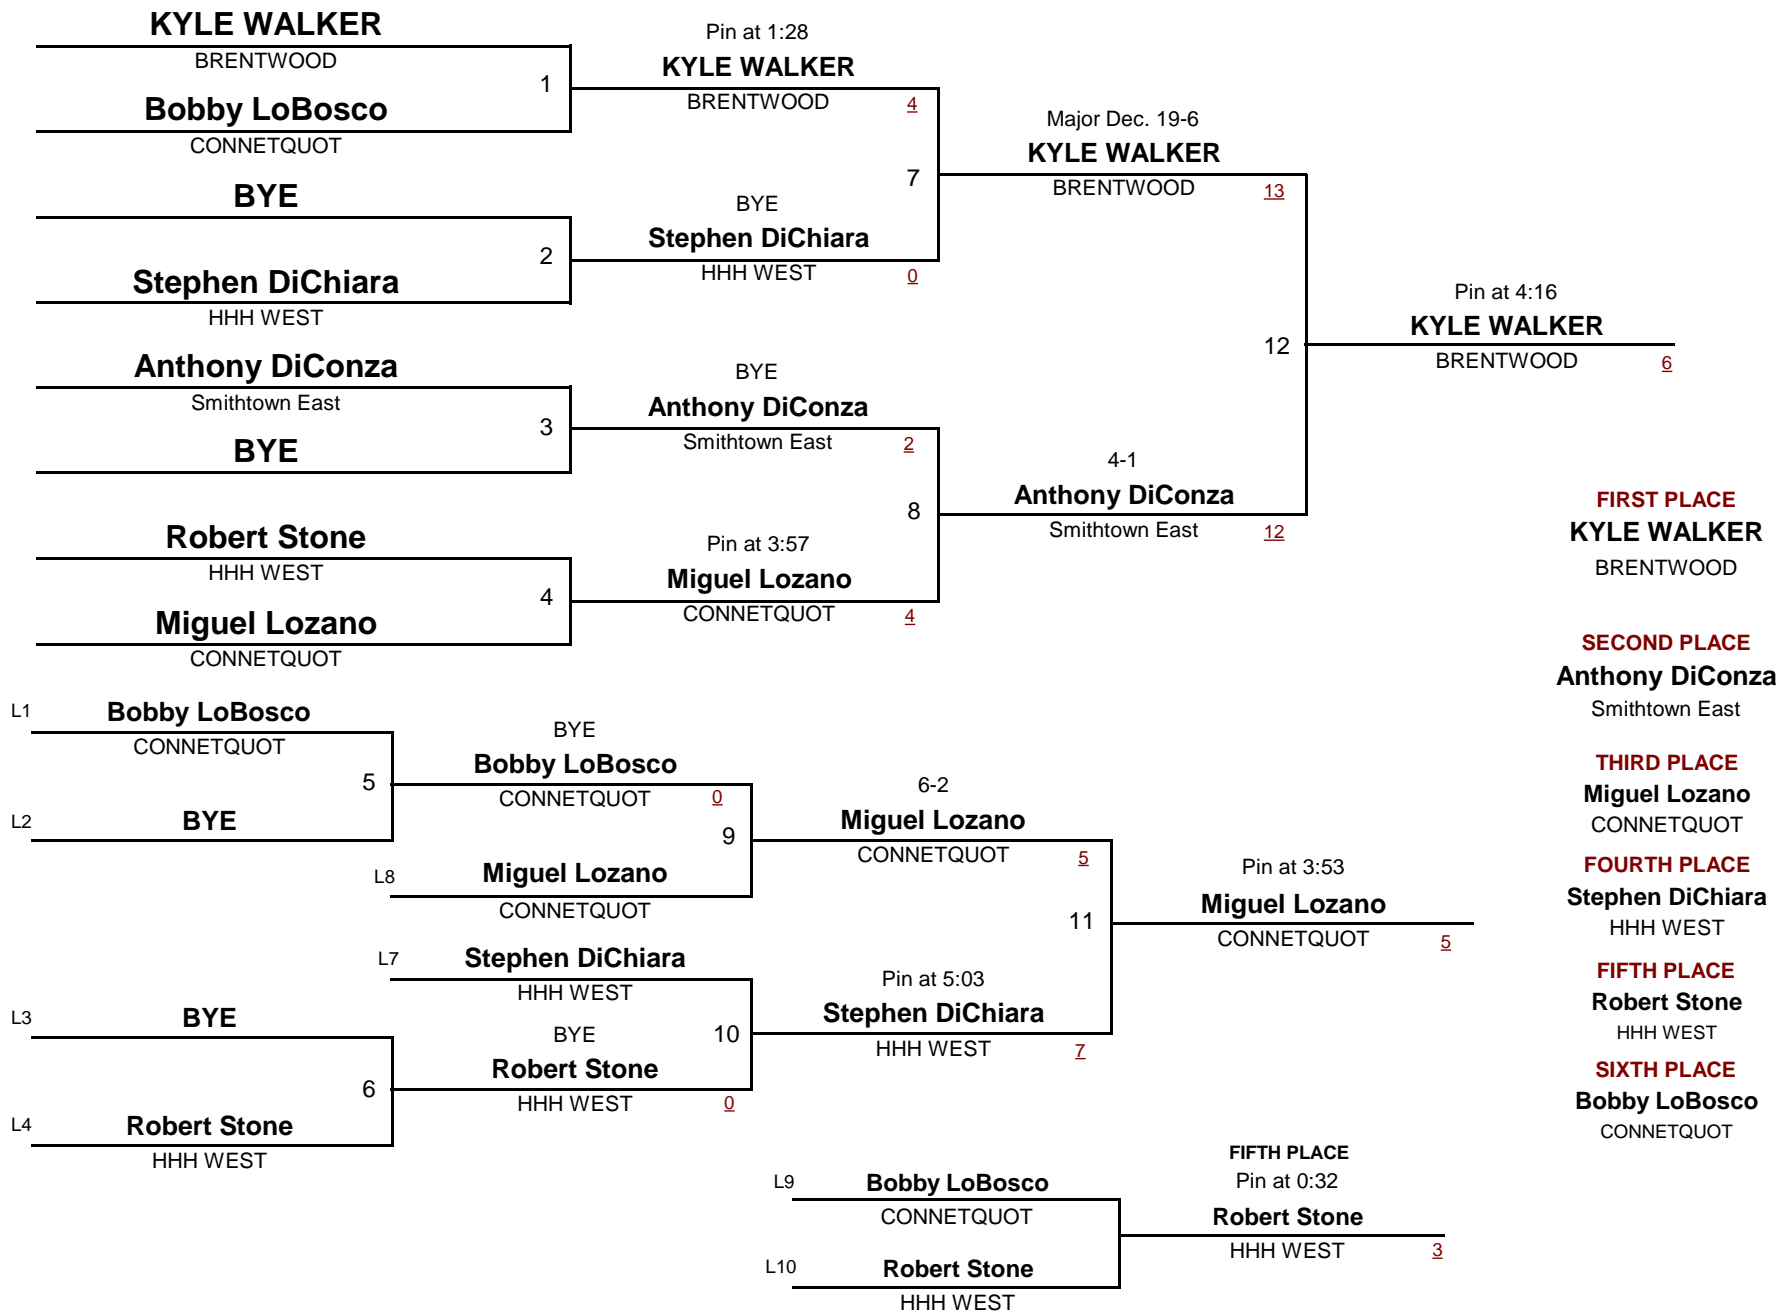 KYLE WALKER
BRENTWOOD
1
Bobby LoBosco
CONNETQUOT
BYE
2
Stephen DiChiara
HHH WEST
Anthony DiConza
Smithtown East
3
BYE
Robert Stone
HHH WEST
4
Miguel Lozano
CONNETQUOT
Pin at 1:28
KYLE WALKER
BRENTWOOD 4
7
BYE
Stephen DiChiara
HHH WEST 0
BYE
Anthony DiConza
Smithtown East 2
8
Pin at 3:57
Miguel Lozano
CONNETQUOT 4
Major Dec. 19-6
KYLE WALKER
BRENTWOOD 13
12
4-1
Anthony DiConza
Smithtown East 12
Pin at 4:16
KYLE WALKER
BRENTWOOD 6
FIRST PLACE
KYLE WALKER
BRENTWOOD
SECOND PLACE
Anthony DiConza
Smithtown East
THIRD PLACE
Miguel Lozano
CONNETQUOT
FOURTH PLACE
Stephen DiChiara
HHH WEST
FIFTH PLACE
Robert Stone
HHH WEST
SIXTH PLACE
Bobby LoBosco
CONNETQUOT
L1 Bobby LoBosco
CONNETQUOT
5
L2 BYE
BYE
Bobby LoBosco
CONNETQUOT 0
9
L8 Miguel Lozano
CONNETQUOT
L7 Stephen DiChiara
HHH WEST
10
BYE
Robert Stone
HHH WEST 0
L3 BYE
6
L4 Robert Stone
HHH WEST
6-2
Miguel Lozano
CONNETQUOT 5
11
Pin at 5:03
Stephen DiChiara
HHH WEST 7
Pin at 3:53
Miguel Lozano
CONNETQUOT 5
L9 Bobby LoBosco
CONNETQUOT
L10 Robert Stone
HHH WEST
FIFTH PLACE
Pin at 0:32
Robert Stone
HHH WEST 3